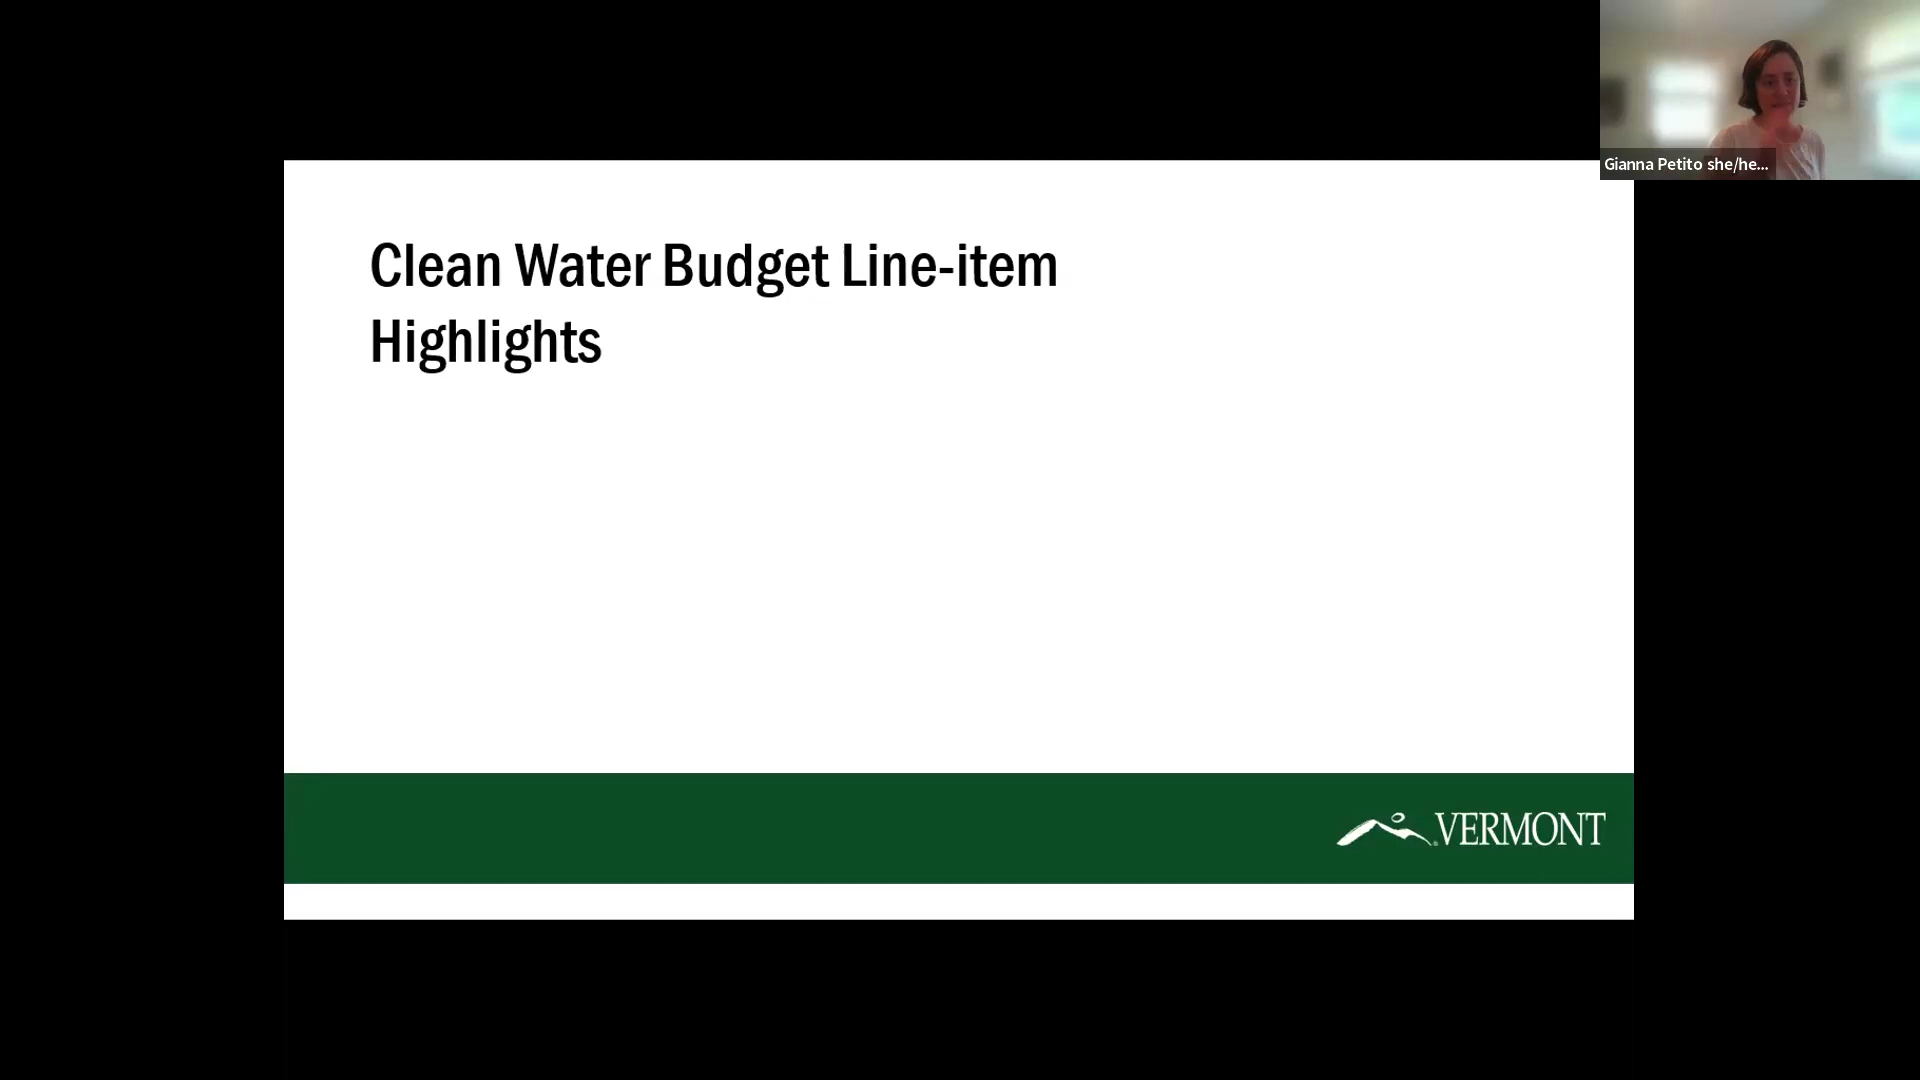 Gianna Petito she/he...
Clean Water Budget Line-item
Highlights
VERMONT